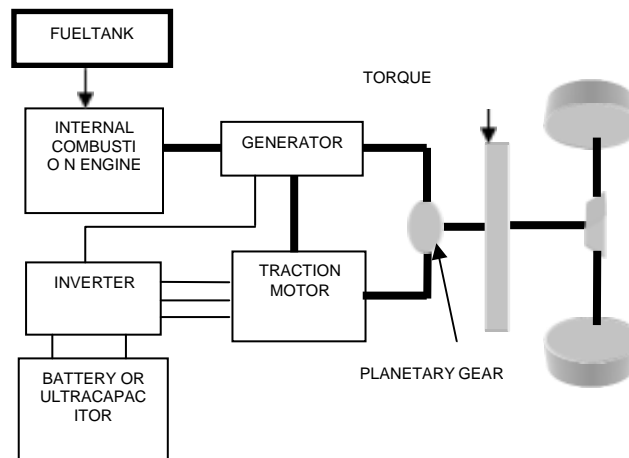 FUELTANK
TORQUE
INTERNAL
COMBUSTI
O N ENGINE
GENERATOR
INVERTER
TRACTION
MOTOR
BATTERY OR
ULTRACAPAC
ITOR
PLANETARY GEAR